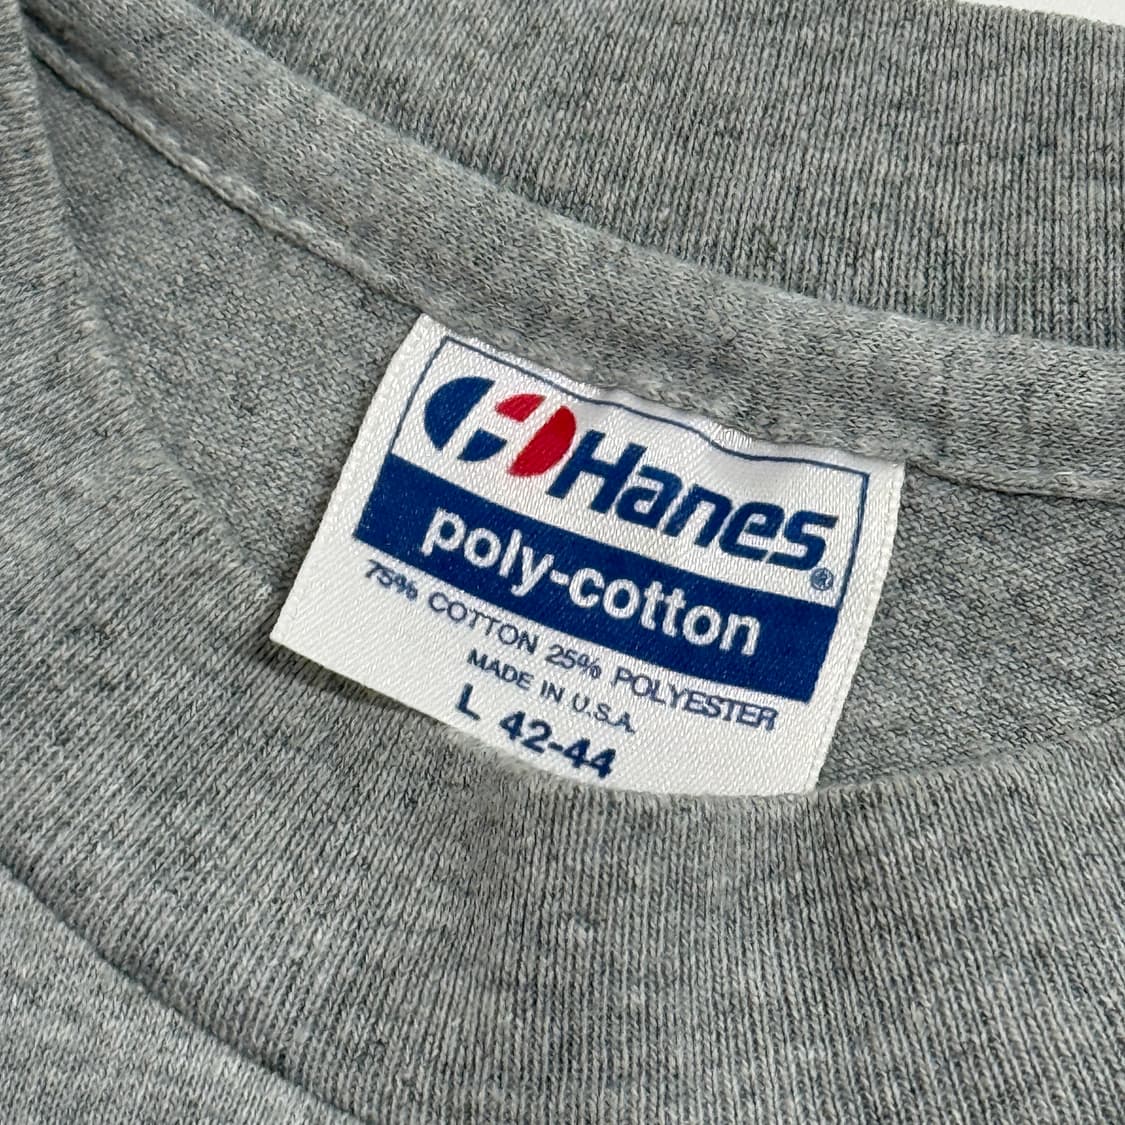 Hanes®
poly-cotton
75% COTTON 25% POLYESTER
MADE IN U.S.A.
L 42-44